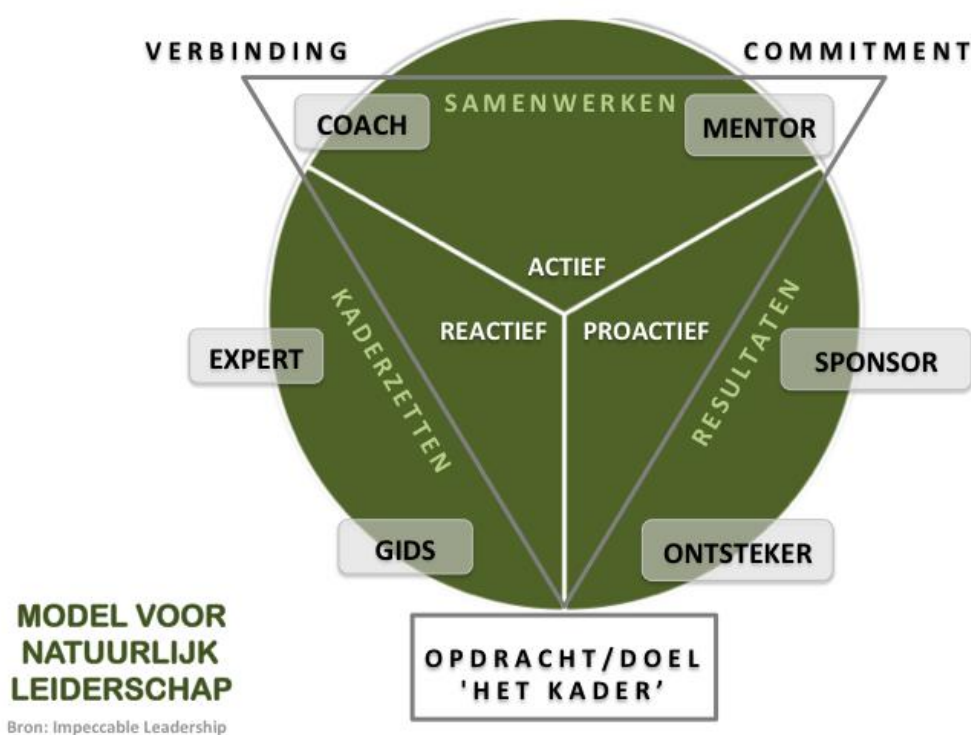 VERBINDING
COMMITMENT
SAMENWERKEN
COACH
MENTOR
ACTIEF
REACTIEF
PROACTIEF
KADERZETTEN
RESULTATEN
EXPERT
SPONSOR
GIDS
ONTSTEKER
MODEL VOOR
NATUURLIJK
LEIDERSCHAP
Bron: Impeccable Leadership
OPDRACHT/DOEL
'HET KADER’